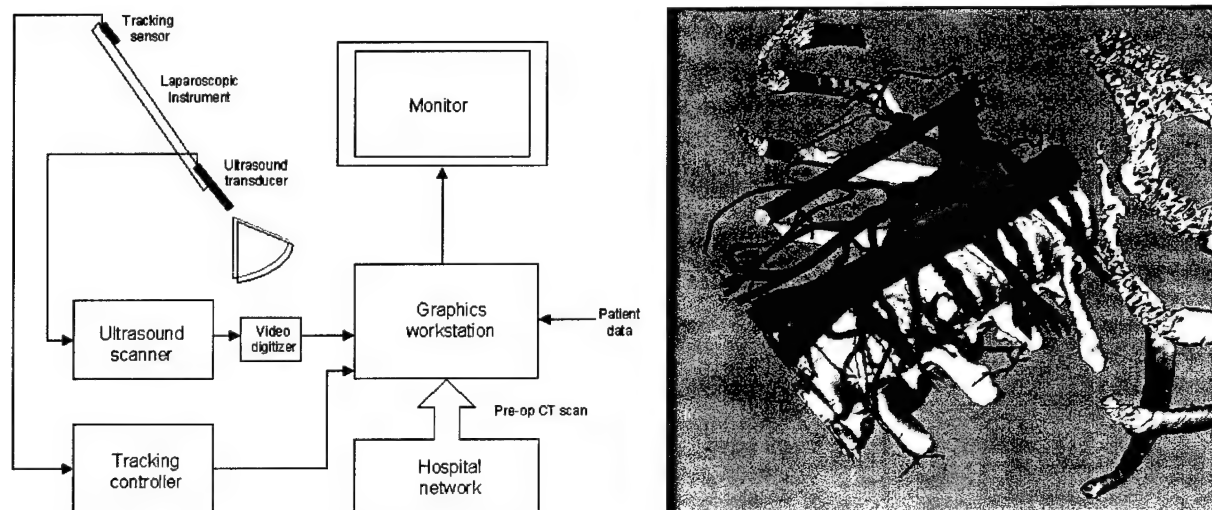 Tracking
sensor
Laparoscopic
Instrument
Monitor
Ultrasound
transducer
Ultrasound
scanner
Video
digitizer
Graphics
workstation
Patient
data
Pre-op CT scan
Tracking
controller
Hospital
network